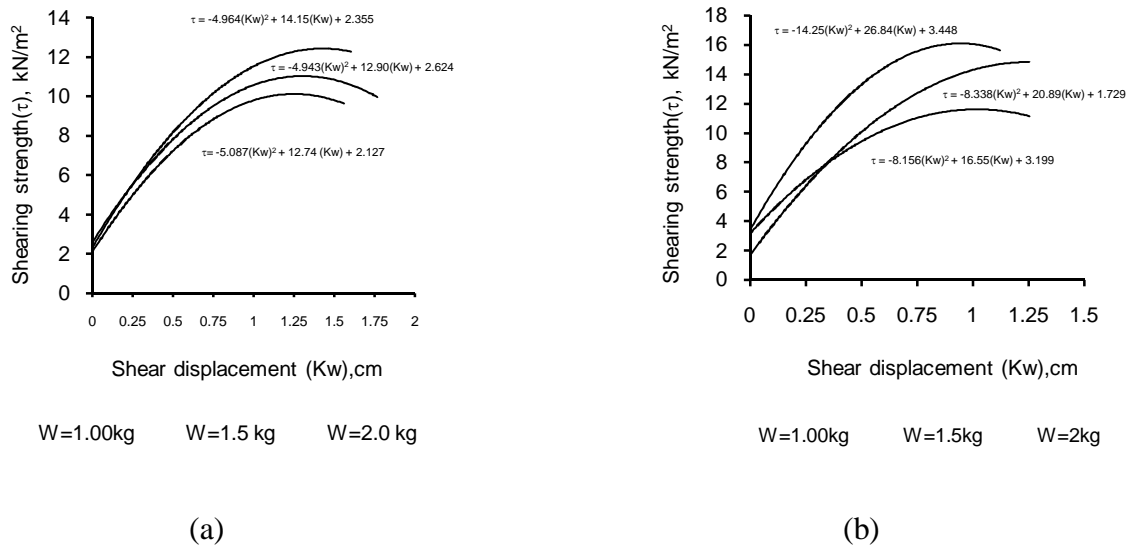 Shearing strength(τ), kN/m²
14
12
10
8
6
4
2
0
τ = -4.964(Kw)² + 14.15(Kw) + 2.355
τ = -4.943(Kw)² + 12.90(Kw) + 2.624
τ= -5.087(Kw)² + 12.74 (Kw) + 2.127
0 0.25 0.5 0.75 1 1.25 1.5 1.75 2
Shear displacement (Kw),cm
W=1.00kg W=1.5 kg W=2.0 kg
(a)
Shearing strength(τ), kN/m²
18
16
14
12
10
8
6
4
2
0
τ = -14.25(Kw)² + 26.84(Kw) + 3.448
τ = -8.338(Kw)² + 20.89(Kw) + 1.729
τ = -8.156(Kw)² + 16.55(Kw) + 3.199
0 0.25 0.5 0.75 1 1.25 1.5
Shear displacement (Kw),cm
W=1.00kg W=1.5kg W=2kg
(b)